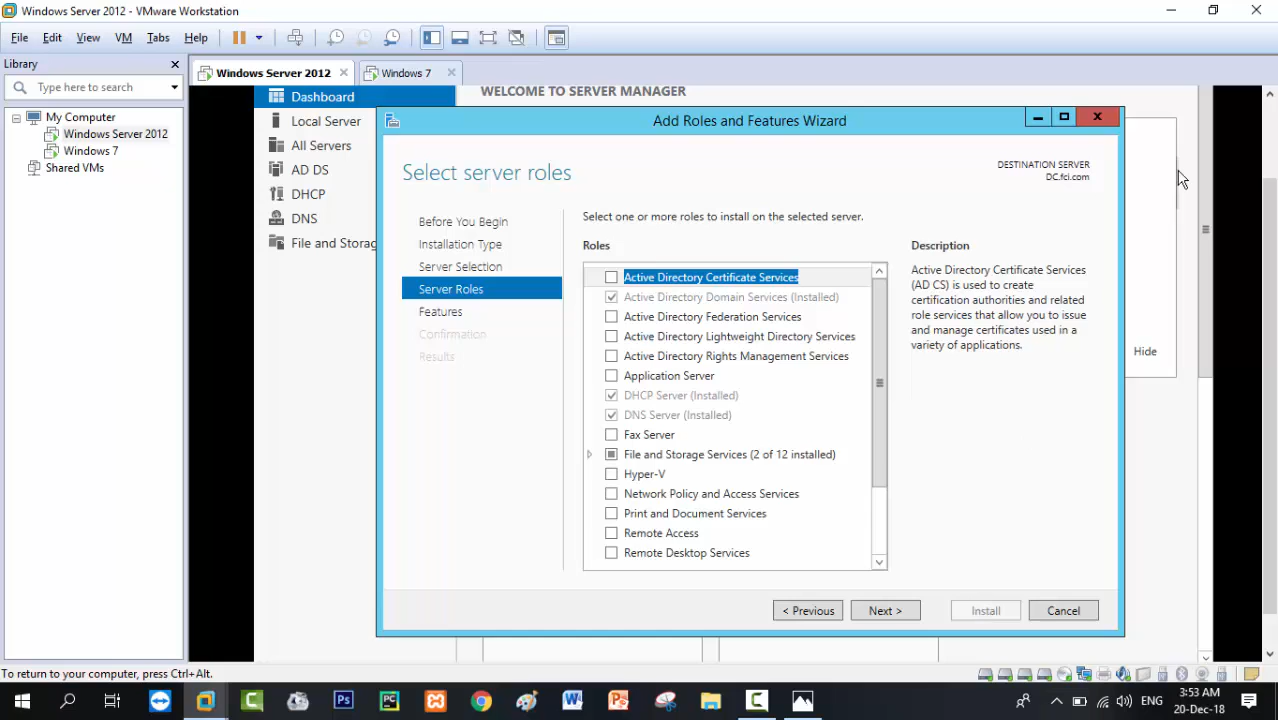 Windows Server 2012 - VMware Workstation
File Edit View VM Tabs Help
Library
Type here to search
My Computer
Windows Server 2012
Windows 7
Shared VMs
Windows Server 2012
Windows 7
Dashboard
Local Server
All Servers
AD DS
DHCP
DNS
File and Storag
WELCOME TO SERVER MANAGER
Add Roles and Features Wizard
Select server roles
DESTINATION SERVER
DC.fci.com
Before You Begin
Installation Type
Server Selection
Server Roles
Features
Confirmation
Results
Select one or more roles to install on the selected server.
Roles
Active Directory Certificate Services
Active Directory Domain Services (Installed)
Active Directory Federation Services
Active Directory Lightweight Directory Services
Active Directory Rights Management Services
Application Server
DHCP Server (Installed)
DNS Server (Installed)
Fax Server
File and Storage Services (2 of 12 installed)
Hyper-V
Network Policy and Access Services
Print and Document Services
Remote Access
Remote Desktop Services
Description
Active Directory Certificate Services
(AD CS) is used to create
certification authorities and related
role services that allow you to issue
and manage certificates used in a
variety of applications.
Hide
< Previous
Next >
Install
Cancel
To return to your computer, press Ctrl+Alt.
ENG
3:53 AM
20-Dec-18